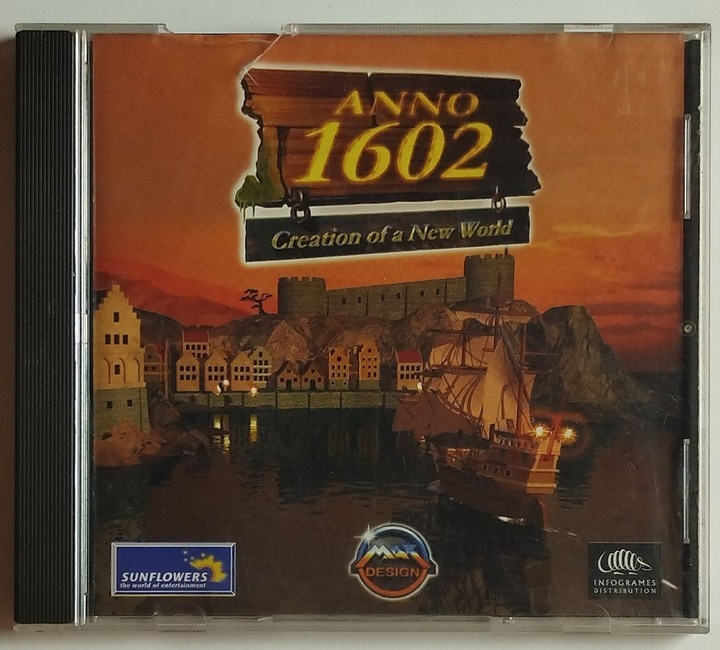 ANNO
1602
Creation of a New World
SUNFLOWERS
the world of entertainment
MAX
DESIGN
INFOGRAMES
DISTRIBUTION